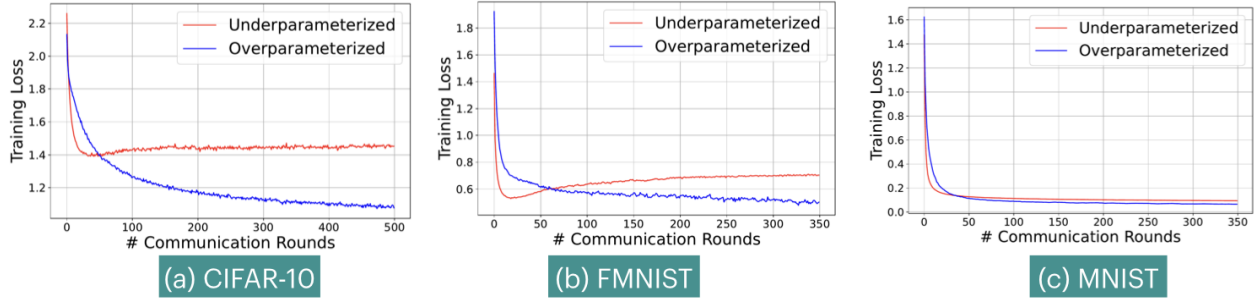 2.2
2.0
1.8
1.6
1.4
1.2
Training Loss
Underparameterized
Overparameterized
0 100 200 300 400 500
# Communication Rounds
(a) CIFAR-10
1.8
1.6
1.4
1.2
1.0
0.8
0.6
Training Loss
Underparameterized
Overparameterized
0 50 100 150 200 250 300 350
# Communication Rounds
(b) FMNIST
1.6
1.4
1.2
1.0
0.8
0.6
0.4
0.2
0.0
Training Loss
Underparameterized
Overparameterized
0 50 100 150 200 250 300 350
# Communication Rounds
(c) MNIST